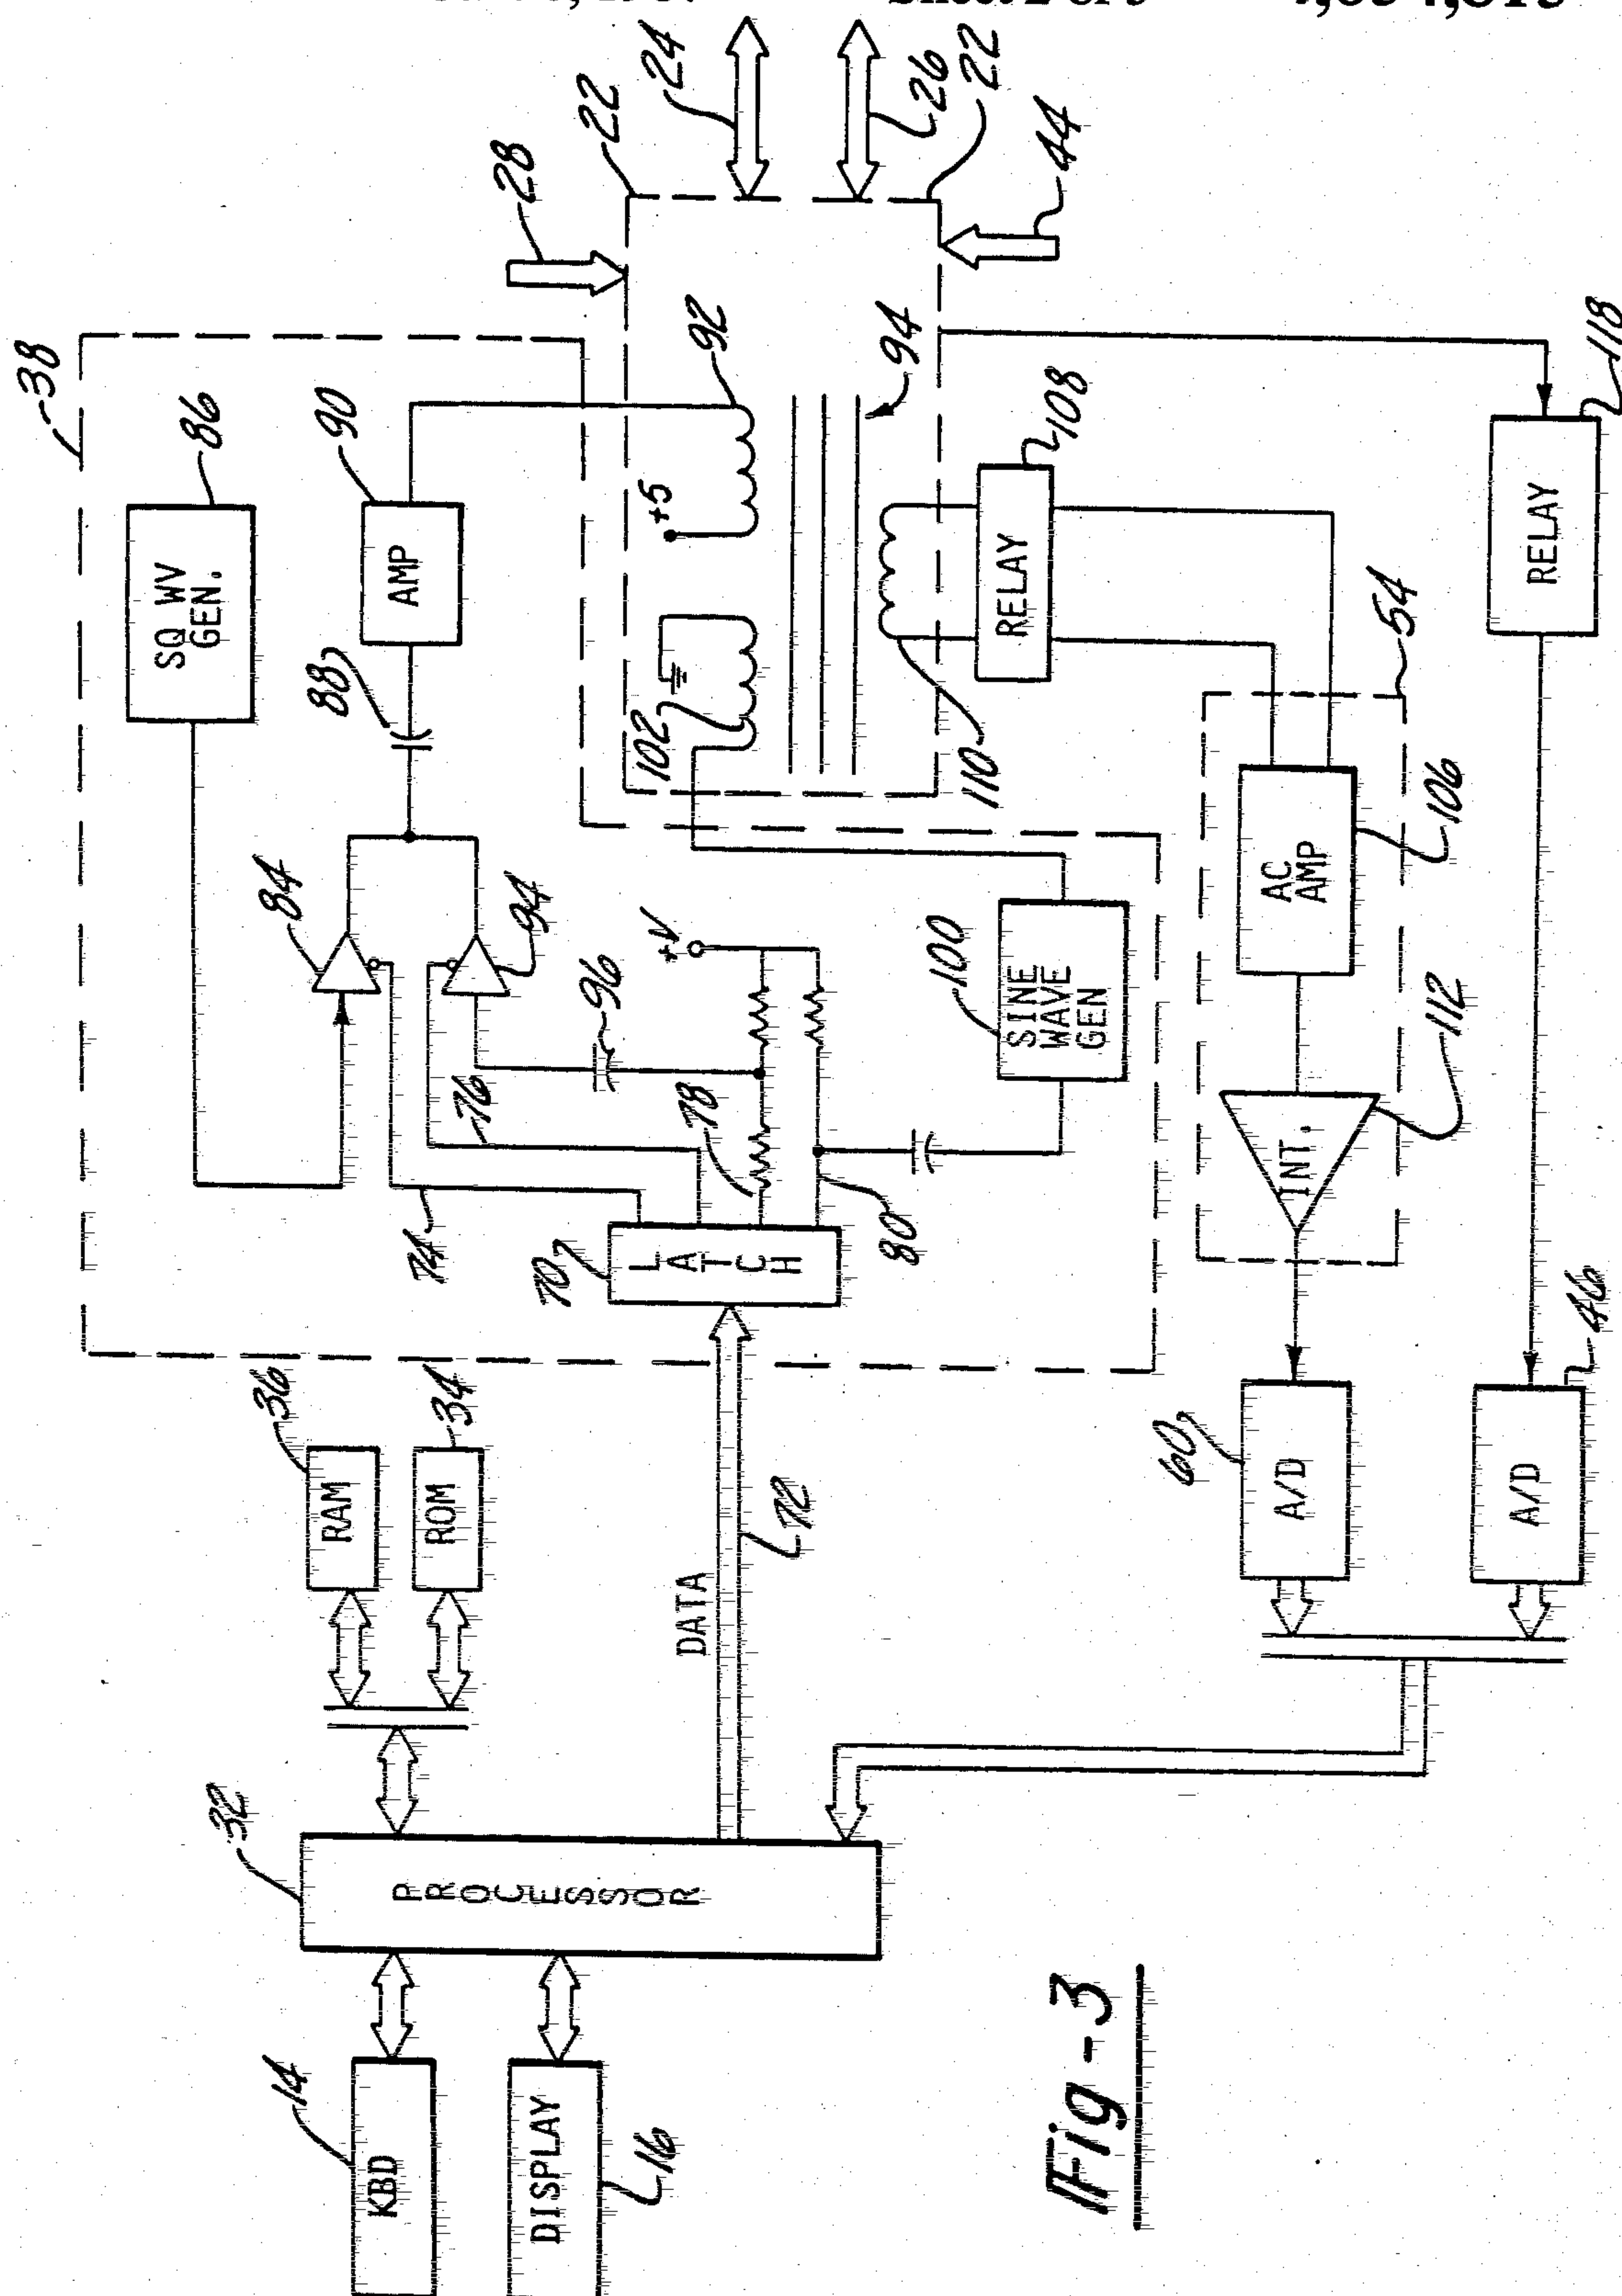 Sheet 2 of
38
86
SQ WV
GEN.
90
AMP
88
84
94
28
22
24
26
22
44
92
+5
102
94
108
RELAY
110
118
RELAY
54
106
AC
AMP
112
INT.
+V
96
100
SINE
WAVE
GEN
76
78
74
80
70
LATCH
36
RAM
34
ROM
DATA
72
60
A/D
46
A/D
32
PROCESSOR
14
KBD
DISPLAY
16
Fig-3